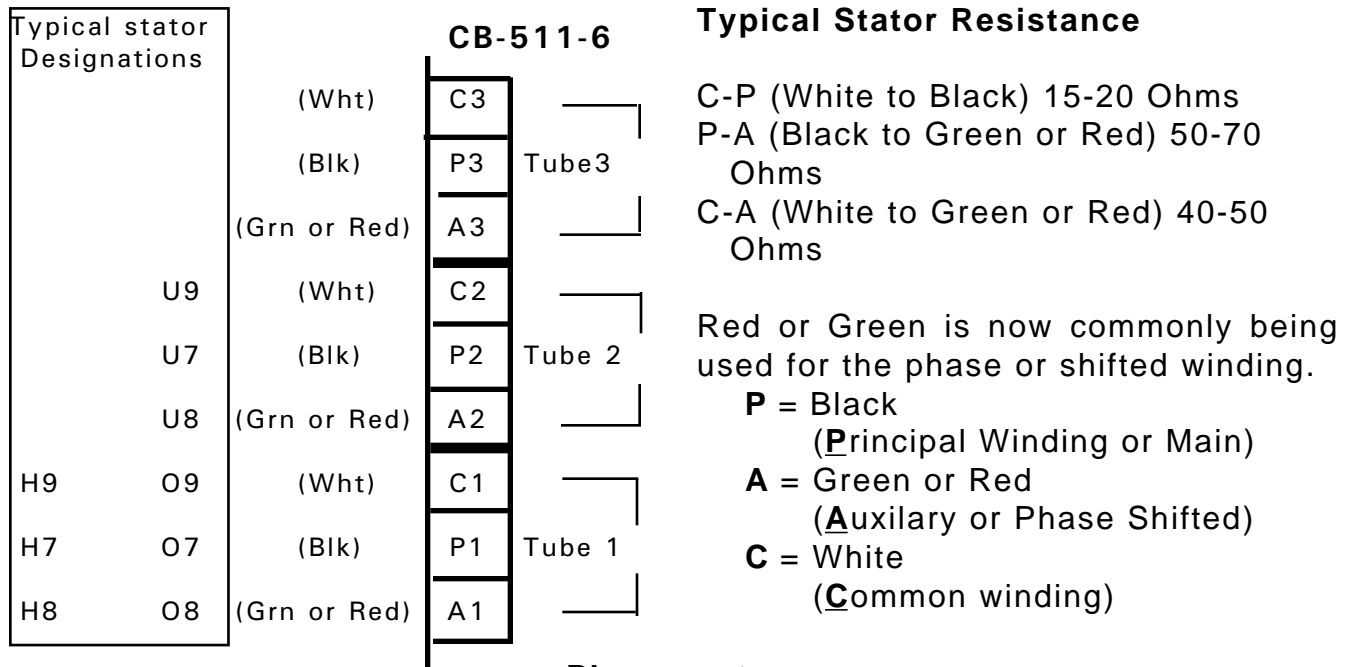 Typical stator
Designations
CB-511-6
(Wht) C3
(Blk) P3 Tube3
(Grn or Red) A3
U9 (Wht) C2
U7 (Blk) P2 Tube 2
U8 (Grn or Red) A2
H9 O9 (Wht) C1
H7 O7 (Blk) P1 Tube 1
H8 O8 (Grn or Red) A1
Typical Stator Resistance
C-P (White to Black) 15-20 Ohms
P-A (Black to Green or Red) 50-70
Ohms
C-A (White to Green or Red) 40-50
Ohms
Red or Green is now commonly being
used for the phase or shifted winding.
P = Black
(Principal Winding or Main)
A = Green or Red
(Auxilary or Phase Shifted)
C = White
(Common winding)